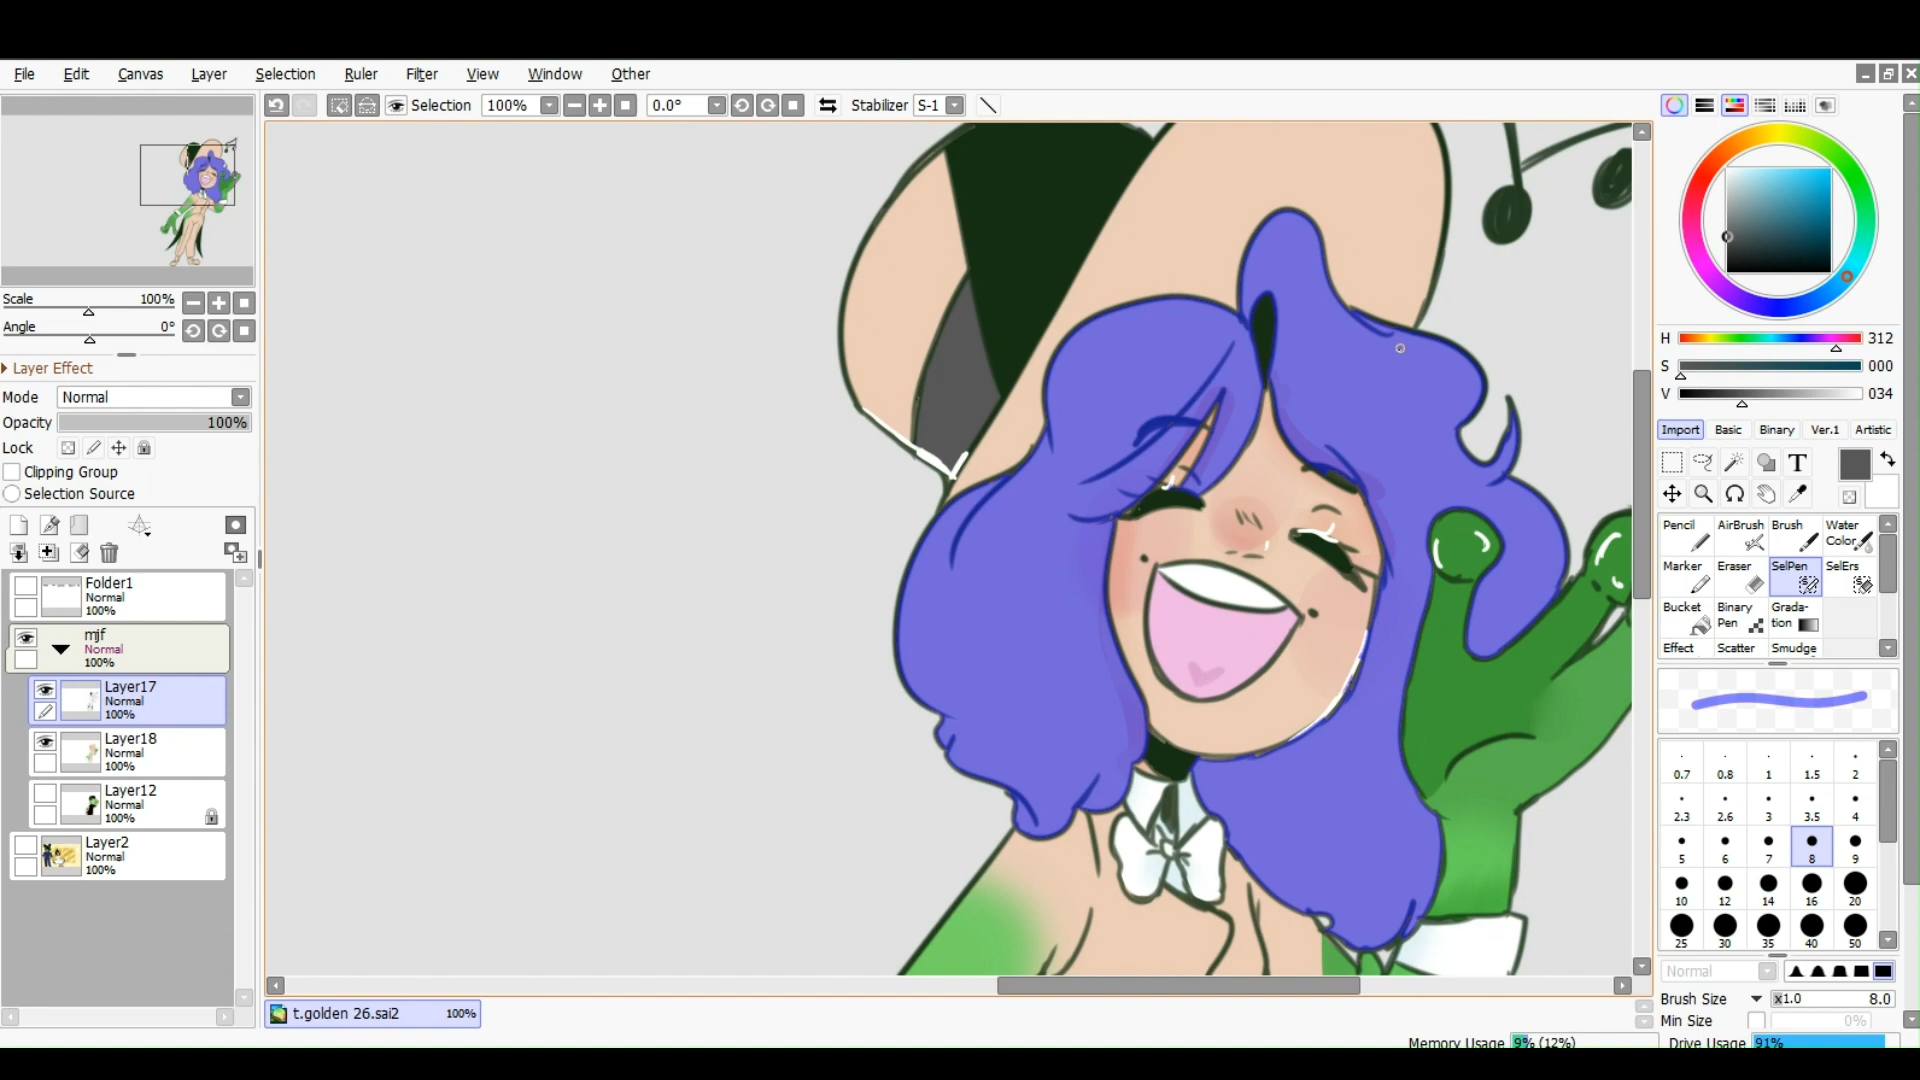 File Edit Canvas Layer Selection Ruler Filter View Window Other
Selection 100% 0.0° Stabilizer S-1
Scale 100%
Angle 0°
Layer Effect
Mode Normal
Opacity 100%
Lock
Clipping Group
Selection Source
Folder1
Normal
100%
mjf
Normal
100%
Layer17
Normal
100%
Layer18
Normal
100%
Layer12
Normal
100%
Layer2
Normal
100%
t.golden 26.sai2 100%
H 312
S 000
V 034
Import Basic Binary Ver.1 Artistic
T
Pencil AirBrush Brush Water Color
Marker Eraser SelPen SelErs
Bucket Binary Pen Grada-tion
Effect Scatter Smudge
0.7 0.8 1 1.5 2
2.3 2.6 3 3.5 4
5 6 7 8 9
10 12 14 16 20
25 30 35 40 50
Normal
Brush Size x1.0 8.0
Min Size 0%
Memory Usage 9% (12%) Drive Usage 91%